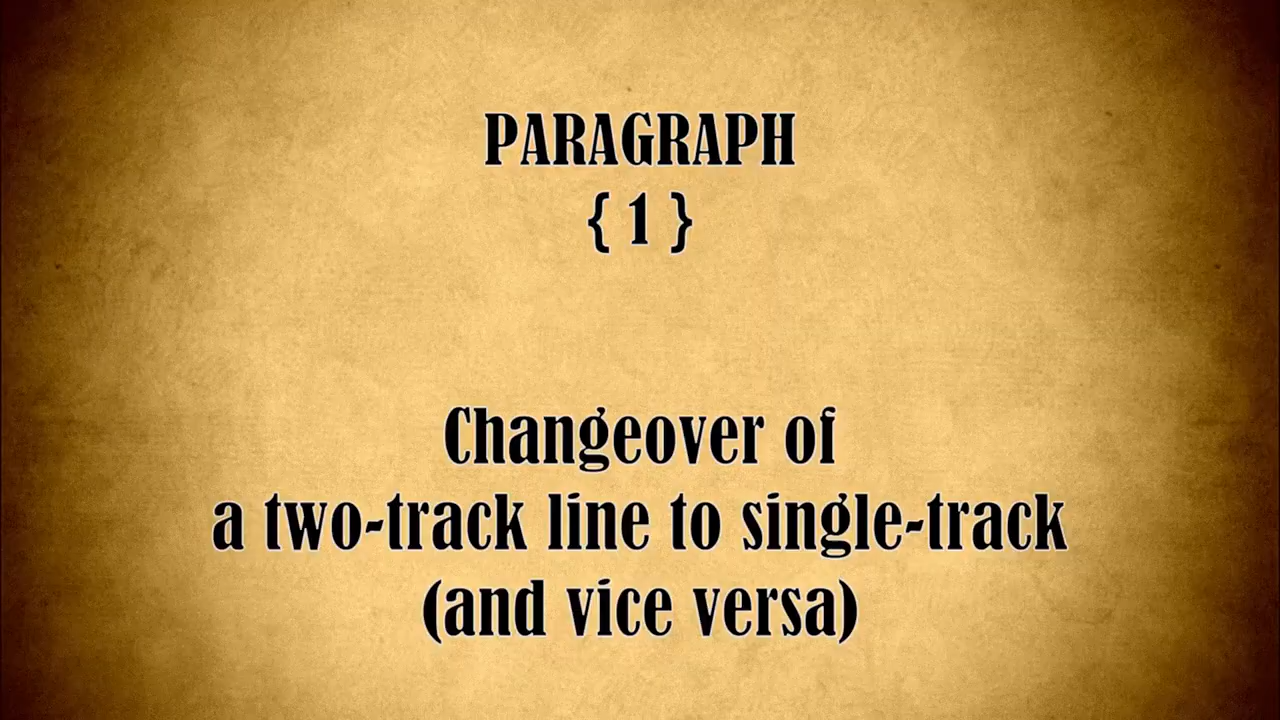 PARAGRAPH
{ 1 }
Changeover of
a two-track line to single-track
(and vice versa)